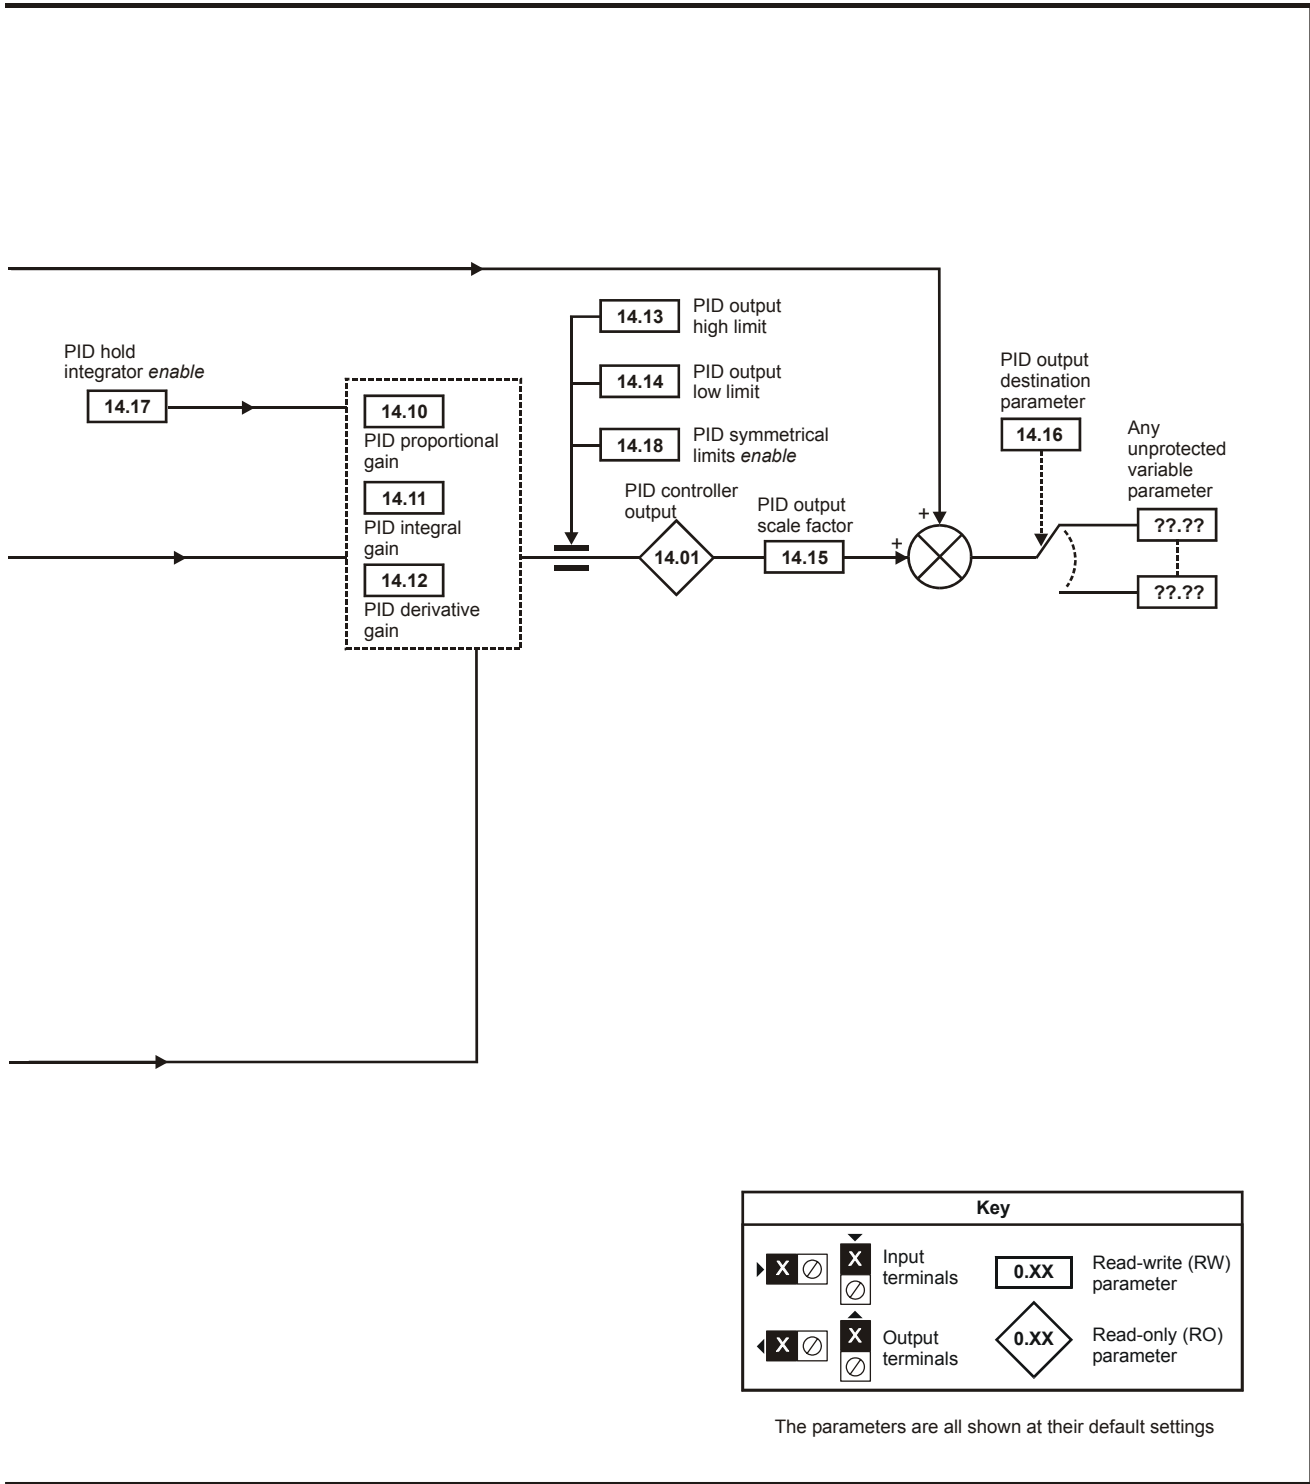 14.13
PID output
high limit
PID hold
integrator enable
14.17
14.14
PID output
low limit
14.10
PID proportional
gain
14.18
PID symmetrical
limits enable
14.11
PID integral
gain
14.12
PID derivative
gain
PID controller
output
14.01
PID output
scale factor
14.15
+
+
PID output
destination
parameter
14.16
Any
unprotected
variable
parameter
??.??
??.??
Key
X
X
Input
terminals
0.XX
Read-write (RW)
parameter
X
X
Output
terminals
0.XX
Read-only (RO)
parameter
The parameters are all shown at their default settings